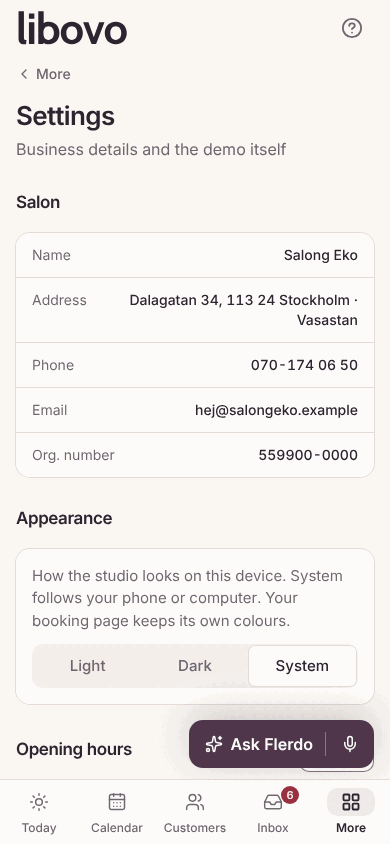 libovo
More
Settings
Business details and the demo itself
Salon
Name Salong Eko
Address Dalagatan 34, 113 24 Stockholm ·
Vasastan
Phone 070-174 06 50
Email hej@salongeko.example
Org. number 559900-0000
Appearance
How the studio looks on this device. System
follows your phone or computer. Your
booking page keeps its own colours.
Light Dark System
Opening hours
Ask Flerdo
6
Today Calendar Customers Inbox More